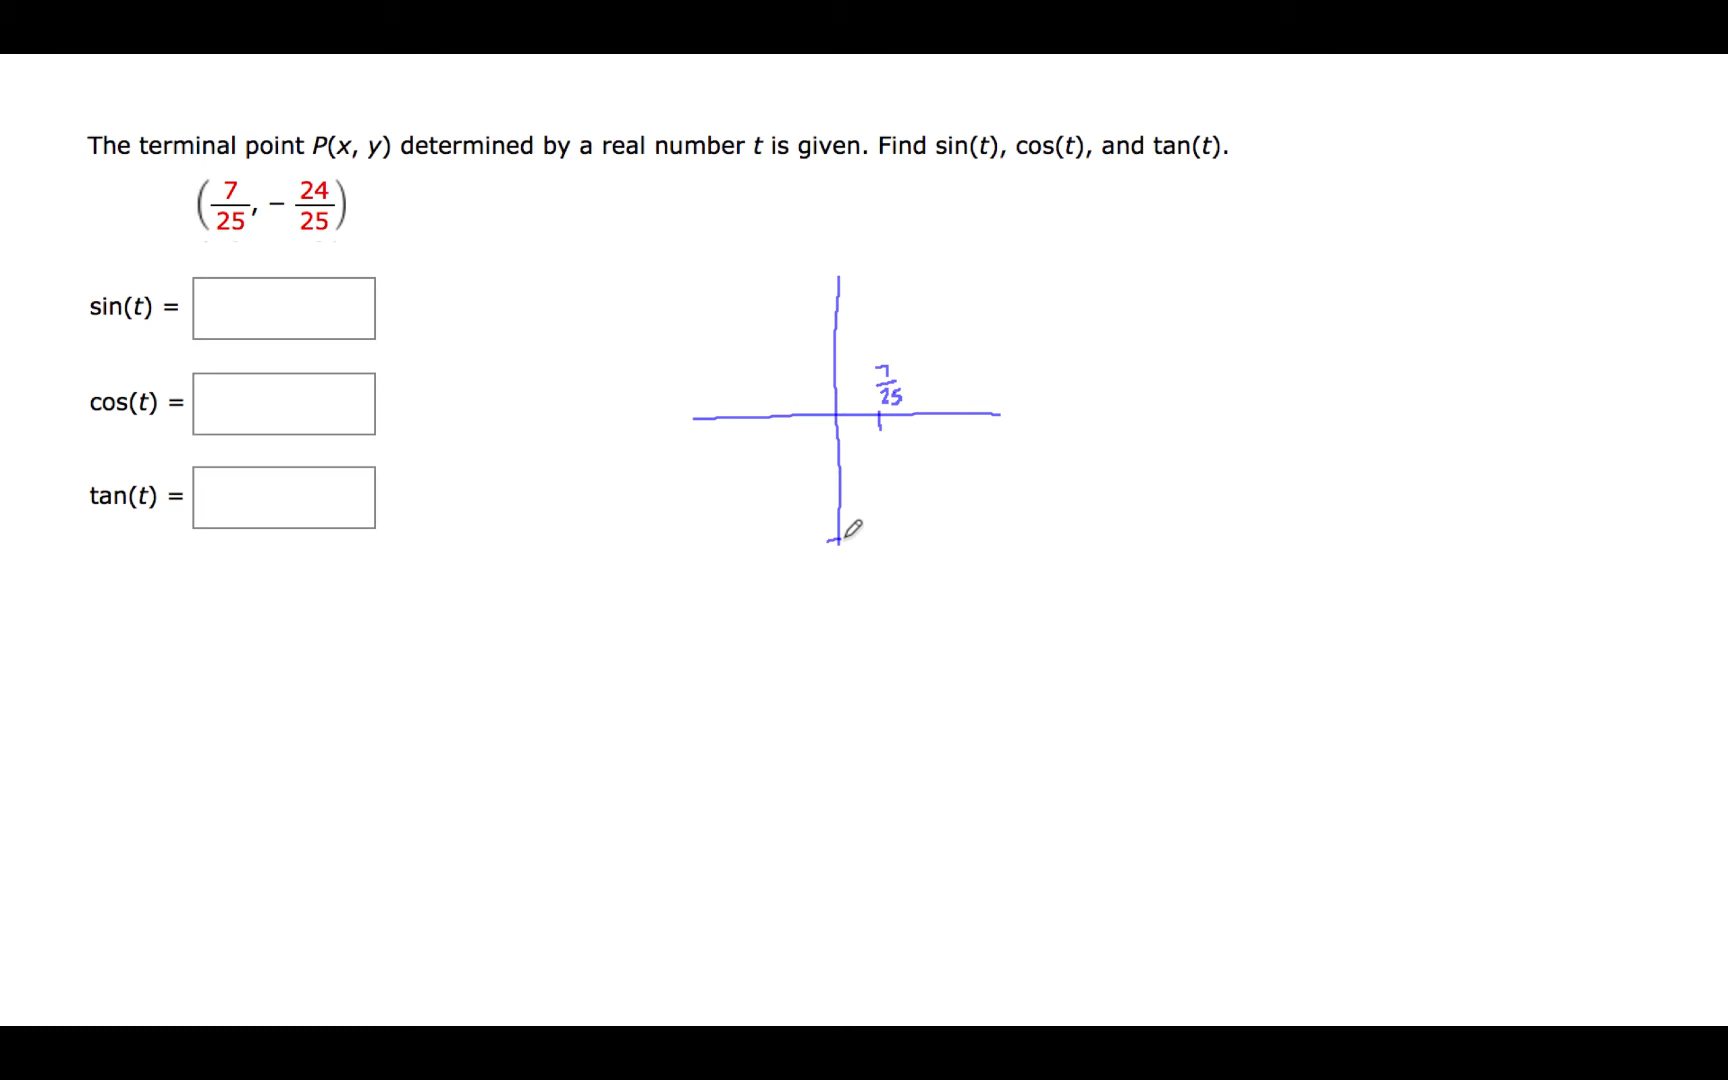 The terminal point P(x, y) determined by a real number t is given. Find sin(t), cos(t), and tan(t).
(7/25, − 24/25)
sin(t) =
7/25
cos(t) =
tan(t) =